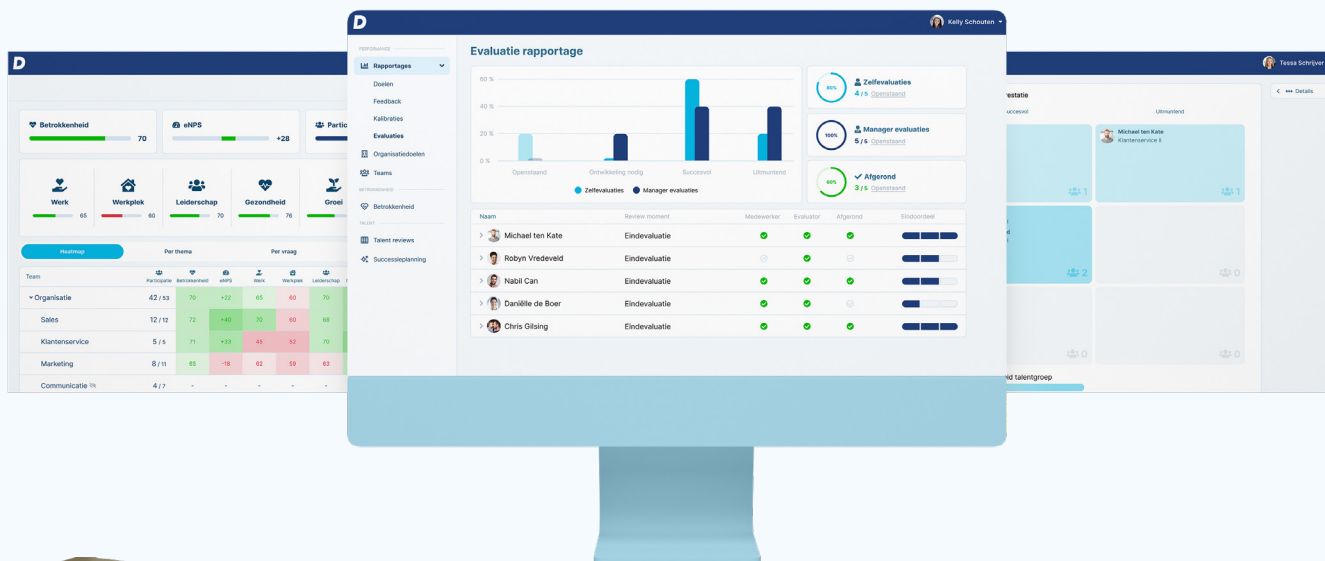 D
Betrokkenheid
70
eNPS
+28
Werk
65
Werkplek
60
Leiderschap
70
Gezondheid
76
Groei
Heatmap
Per thema
Per vraag
Team
Participatie Betrokkenheid eNPS Werk Werkplek Leiderschap
Organisatie 42 / 53 70 +22 65 60 70
Sales 12 / 12 72 +40 70 60 68
Klantenservice 5 / 5 71 +33 45 52 70
Marketing 8 / 11 65 -18 62 59 63
Communicatie 4 / 7 - - - - -
D
Kelly Schouten
PERFORMANCE
Rapportages
Doelen
Feedback
Kalibraties
Evaluaties
Organisatiedoelen
Teams
BETROKKENHEID
Betrokkenheid
TALENT
Talent reviews
Successieplanning
Evaluatie rapportage
60 %
40 %
20 %
0 %
Openstaand Ontwikkeling nodig Succesvol Uitmuntend
Zelfevaluaties Manager evaluaties
80%
Zelfevaluaties
4 / 5 Openstaand
100%
Manager evaluaties
5 / 5 Openstaand
60%
Afgerond
3 / 5 Openstaand
Naam Review moment Medewerker Evaluator Afgerond Eindoordeel
Michael ten Kate Eindevaluatie
Robyn Vredeveld Eindevaluatie
Nabil Can Eindevaluatie
Daniëlle de Boer Eindevaluatie
Chris Gilsing Eindevaluatie
Tessa Schrijver
Details
Uitmuntend
Michael ten Kate
Klantenservice
1
1
2
0
0
0
talentgroep